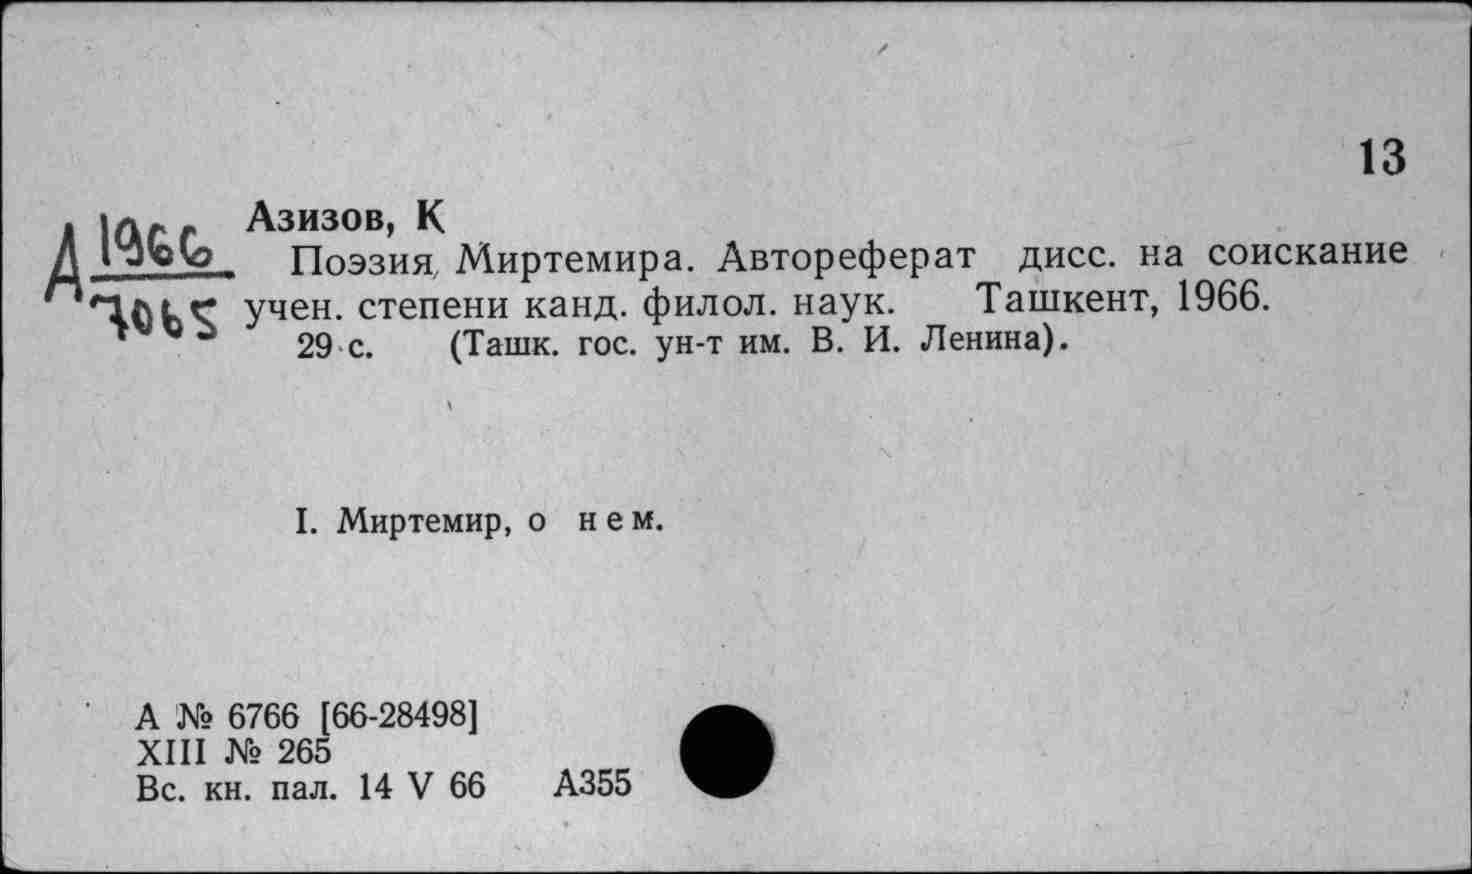 13
Азизов, К
Д 1966
Поэзия Миртемира. Автореферат дисс. на соискание
7065
учен. степени канд. филол. наук. Ташкент, 1966.
29 с. (Ташк. гос. ун-т им. В. И. Ленина).
I. Миртемир, о нем.
А № 6766 [66-28498]
XIII № 265
Вс. кн. пал. 14 V 66 А355